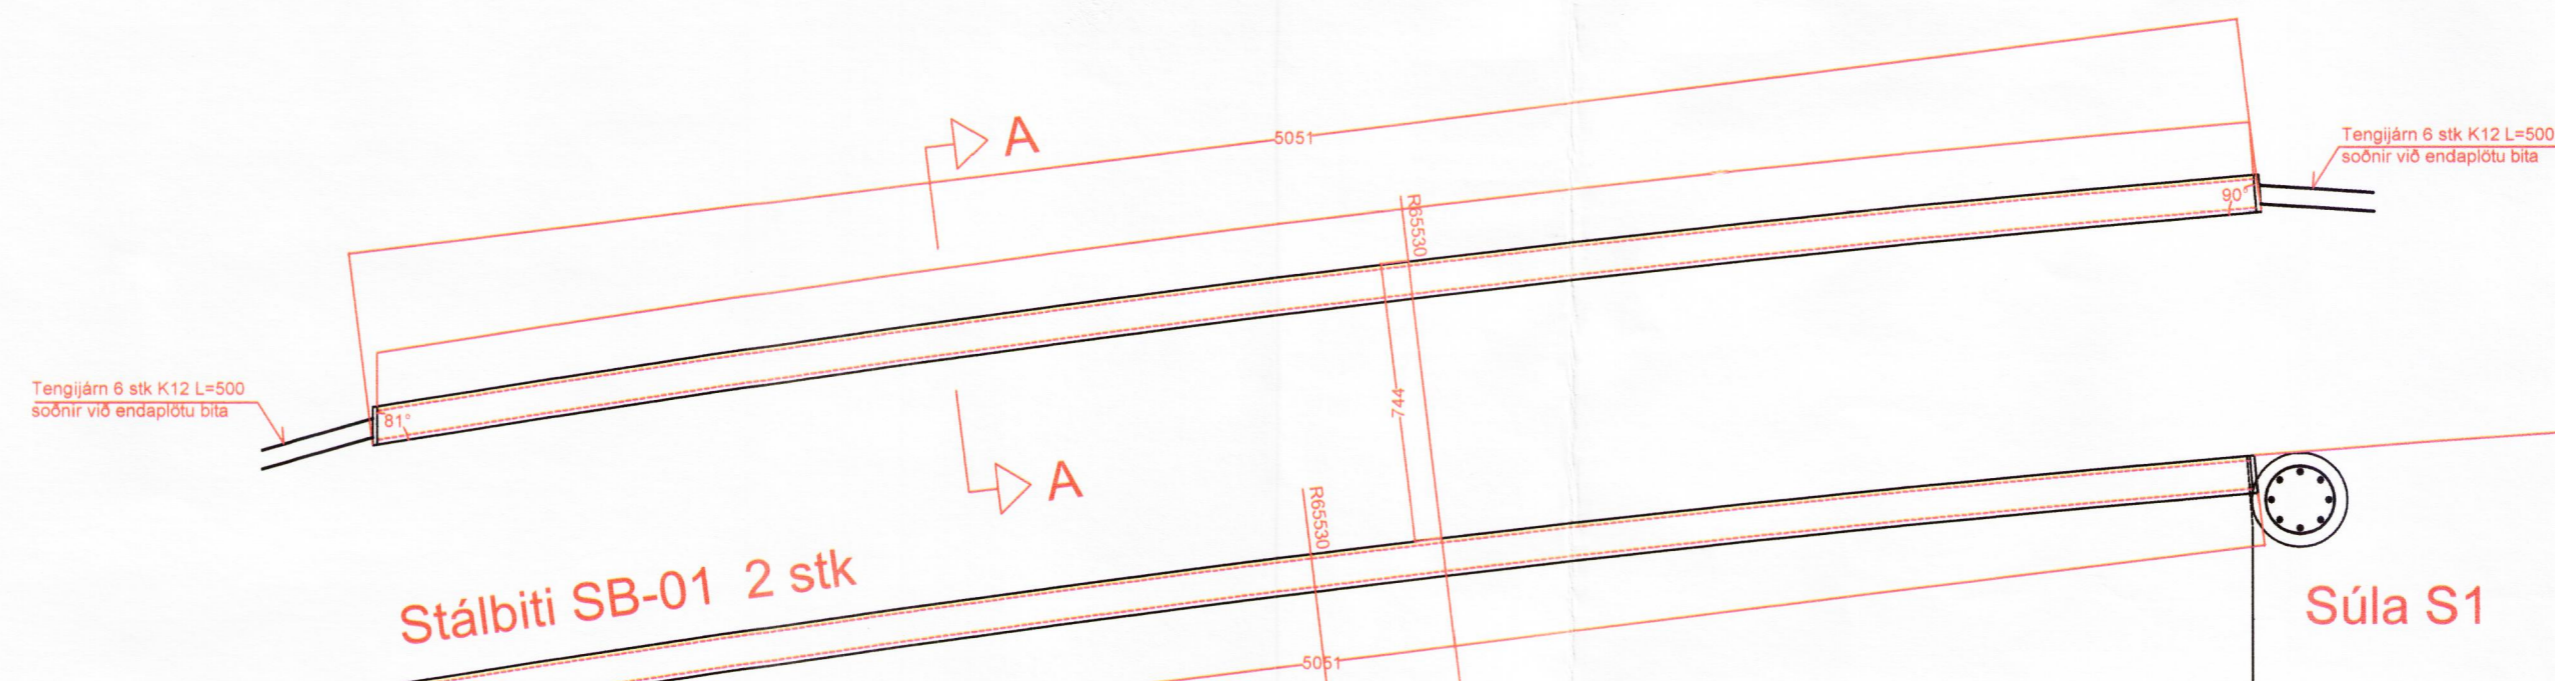 5051
A
Tengijárn 6 stk K12 L=500
soðnir við endaplötu bita
90°
R65530
Tengijárn 6 stk K12 L=500
soðnir við endaplötu bita
81°
744
A
R65530
Stálbiti SB-01 2 stk
Súla S1
5051